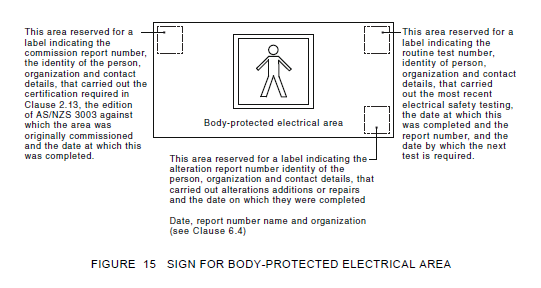 This area reserved for a
label indicating the
commission report number,
the identity of the person,
organization and contact
details, that carried out the
certification required in
Clause 2.13, the edition
of AS/NZS 3003 against
which the area was
originally commissioned
and the date at which this
was completed.
Body-protected electrical area
This area reserved for a
label indicating the
routine test number,
identity of person,
organization and contact
details, that carried
out the most recent
electrical safety testing,
the date at which this
was completed and the
report number, and the
date by which the next
test is required.
This area reserved for a label indicating the
alteration report number identity of the
person, organization and contact details, that
carried out alterations additions or repairs
and the date on which they were completed
Date, report number name and organization
(see Clause 6.4)
FIGURE 15 SIGN FOR BODY-PROTECTED ELECTRICAL AREA